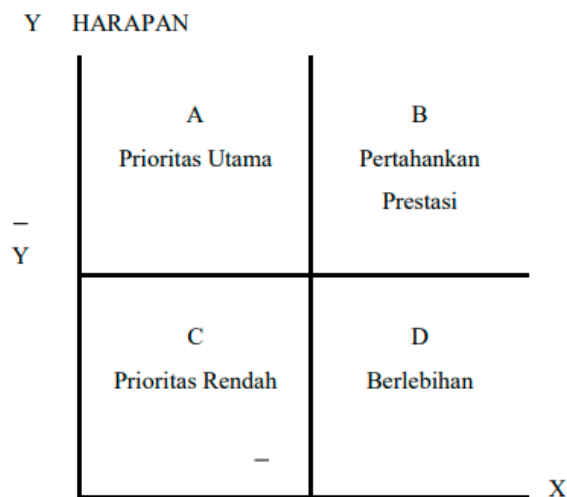 Y HARAPAN
A
Prioritas Utama
B
Pertahankan
Prestasi
Y
C
Prioritas Rendah
D
Berlebihan
X